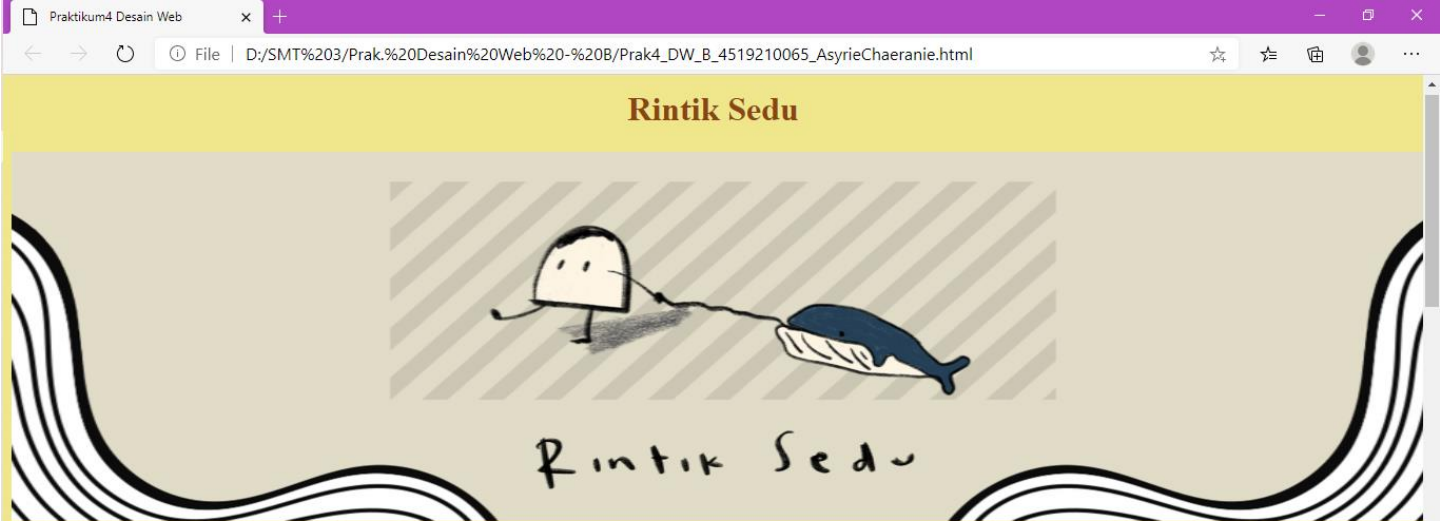 Praktikum4 Desain Web
File | D:/SMT%203/Prak.%20Desain%20Web%20-%20B/Prak4_DW_B_4519210065_AsyrieChaeranie.html
Rintik Sedu
Rintik Sedu